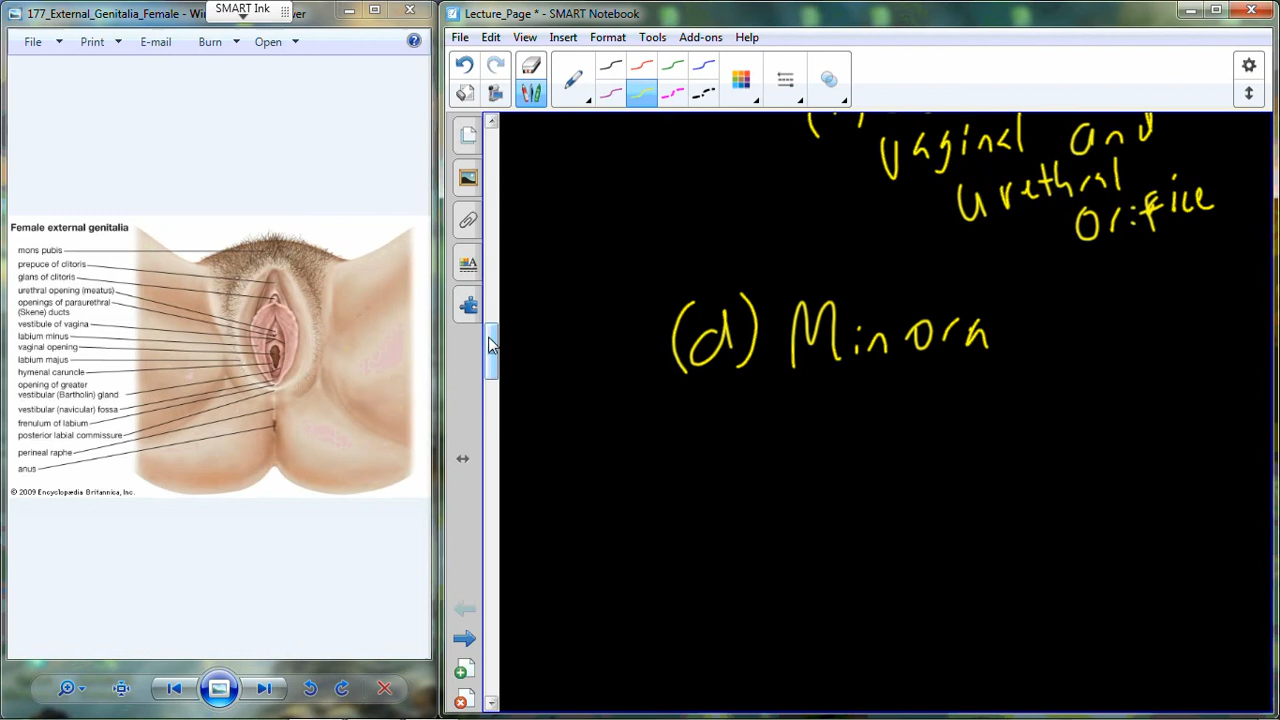 177_External_Genitalia_Female - Wi
SMART Ink
er
File Print E-mail Burn Open
Female external genitalia
mons pubis
prepuce of clitoris
glans of clitoris
urethral opening (meatus)
openings of paraurethral
(Skene) ducts
vestibule of vagina
labium minus
vaginal opening
labium majus
hymenal caruncle
opening of greater
vestibular (Bartholin) gland
vestibular (navicular) fossa
frenulum of labium
posterior labial commissure
perineal raphe
anus
© 2009 Encyclopædia Britannica, Inc.
Lecture_Page * - SMART Notebook
File Edit View Insert Format Tools Add-ons Help
vaginal and
urethral
orifice
(d) Minora